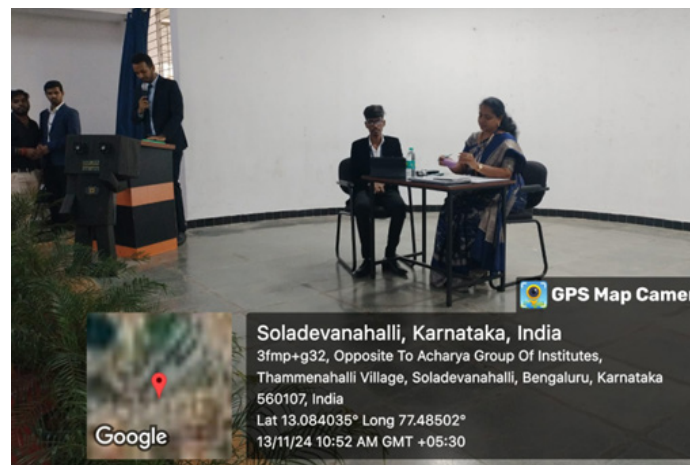 GPS Map Camer
Soladevanahalli, Karnataka, India
3fmp+g32, Opposite To Acharya Group Of Institutes,
Thammenahalli Village, Soladevanahalli, Bengaluru, Karnataka
560107, India
Lat 13.084035° Long 77.48502°
13/11/24 10:52 AM GMT +05:30
Google